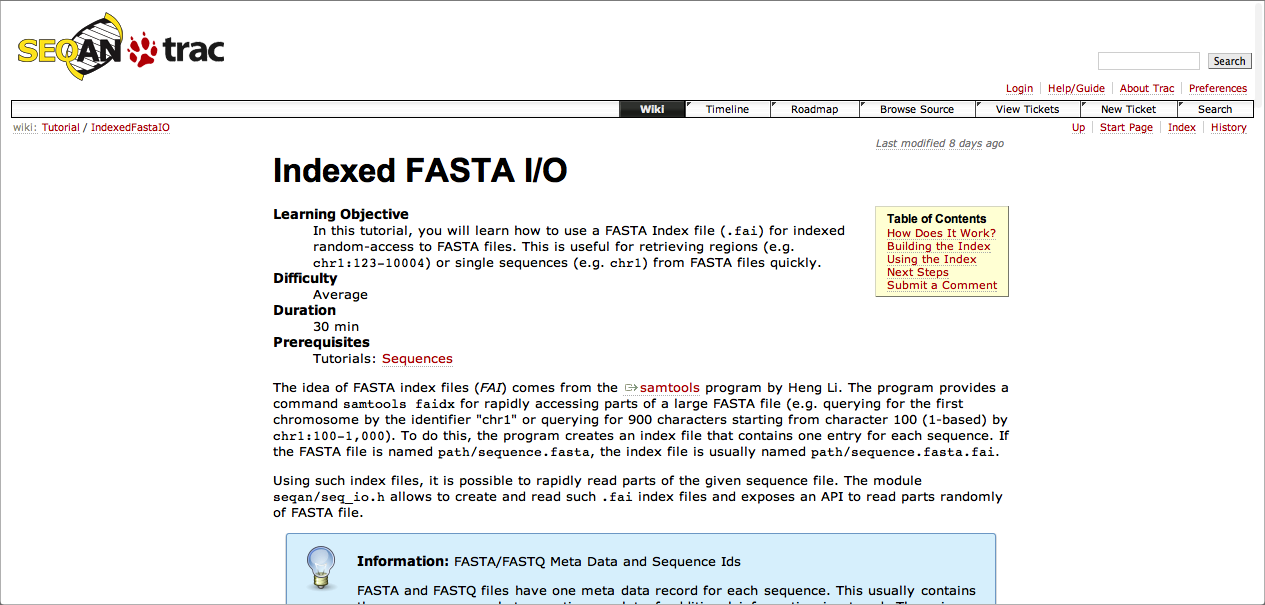 SEQAN trac
Search
Login Help/Guide About Trac Preferences
Wiki Timeline Roadmap Browse Source View Tickets New Ticket Search
wiki: Tutorial / IndexedFastaIO
Up Start Page Index History
Last modified 8 days ago
Indexed FASTA I/O
Learning Objective
In this tutorial, you will learn how to use a FASTA Index file (.fai) for indexed
random-access to FASTA files. This is useful for retrieving regions (e.g.
chr1:123-10004) or single sequences (e.g. chr1) from FASTA files quickly.
Difficulty
Average
Duration
30 min
Prerequisites
Tutorials: Sequences
Table of Contents
How Does It Work?
Building the Index
Using the Index
Next Steps
Submit a Comment
The idea of FASTA index files (FAI) comes from the samtools program by Heng Li. The program provides a
command samtools faidx for rapidly accessing parts of a large FASTA file (e.g. querying for the first
chromosome by the identifier "chr1" or querying for 900 characters starting from character 100 (1-based) by
chr1:100-1,000). To do this, the program creates an index file that contains one entry for each sequence. If
the FASTA file is named path/sequence.fasta, the index file is usually named path/sequence.fasta.fai.
Using such index files, it is possible to rapidly read parts of the given sequence file. The module
seqan/seq_io.h allows to create and read such .fai index files and exposes an API to read parts randomly
of FASTA file.
Information: FASTA/FASTQ Meta Data and Sequence Ids
FASTA and FASTQ files have one meta data record for each sequence. This usually contains